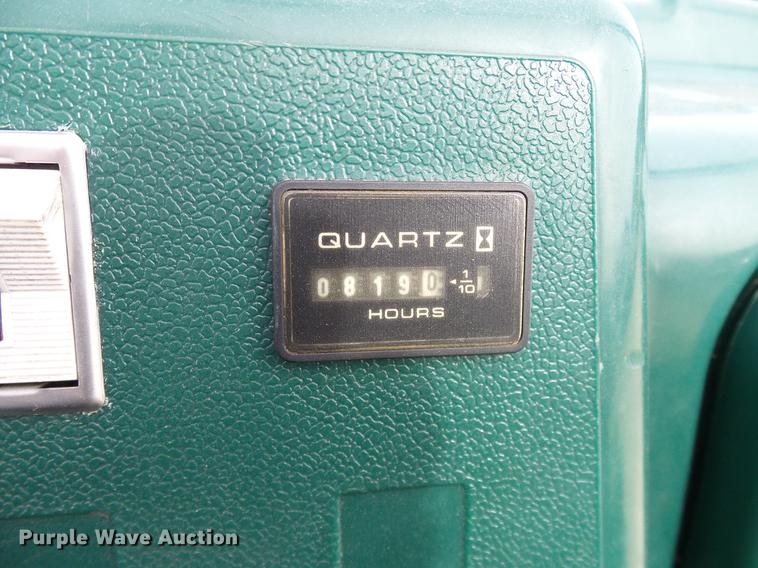 QUARTZ
08190 ◄ 1/10
HOURS
Purple Wave Auction